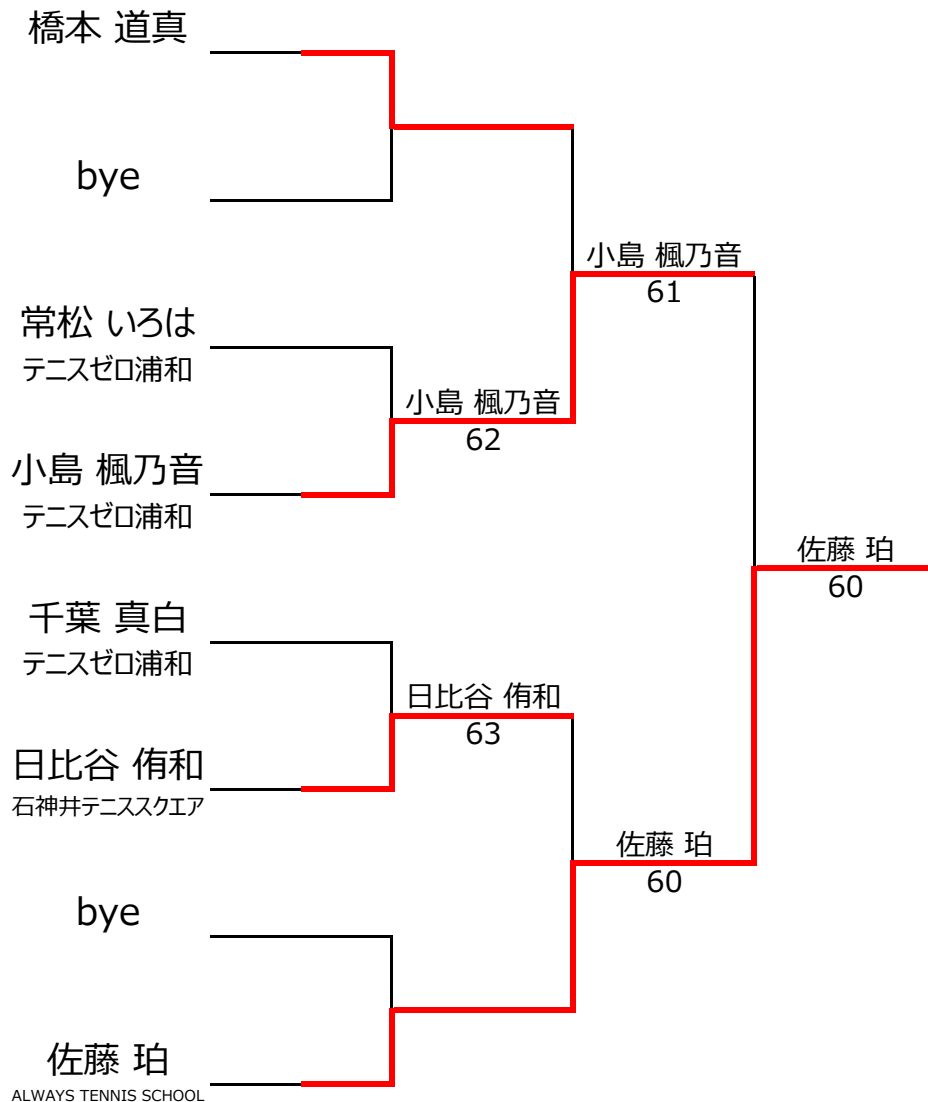 橋本 道真
bye
常松 いろは
テニスゼロ浦和
小島 楓乃音
テニスゼロ浦和
千葉 真白
テニスゼロ浦和
日比谷 侑和
石神井テニススクエア
bye
佐藤 珀
ALWAYS TENNIS SCHOOL
小島 楓乃音
62
日比谷 侑和
63
小島 楓乃音
61
佐藤 珀
60
佐藤 珀
60